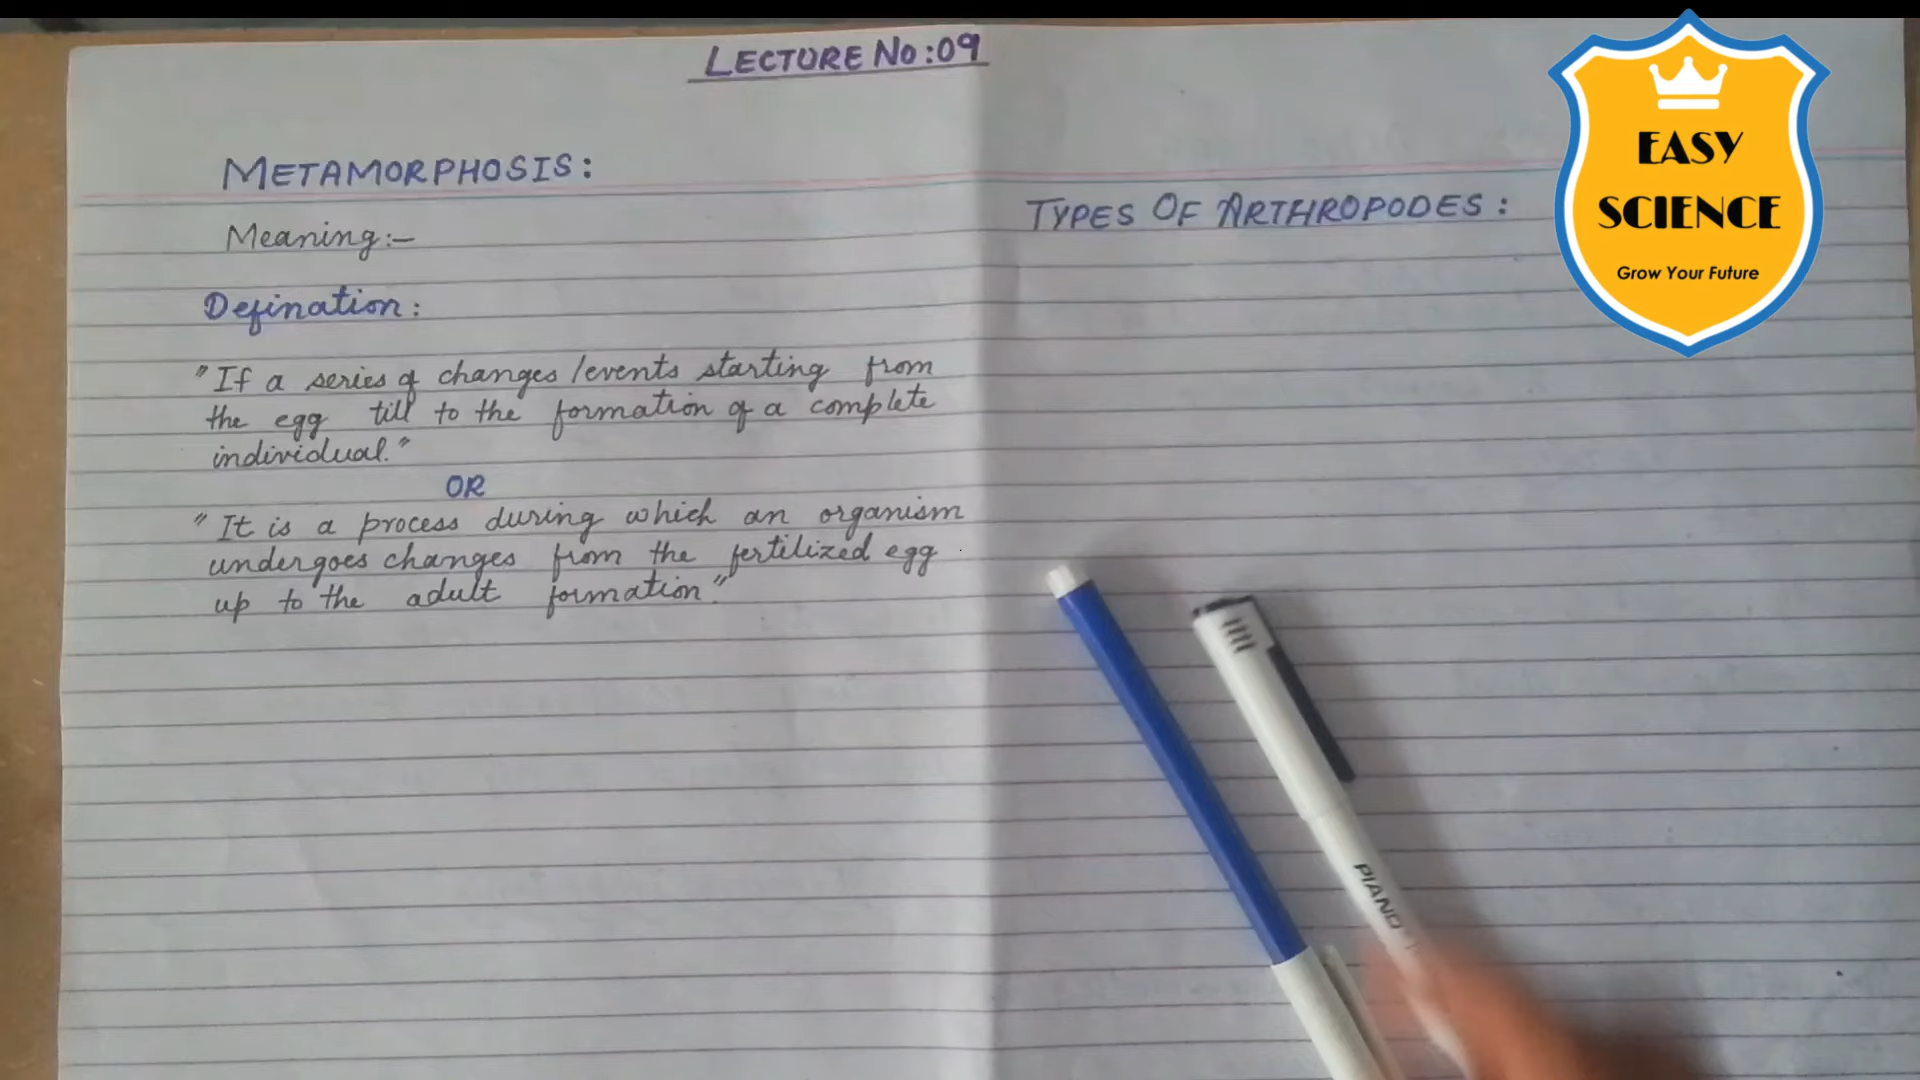 LECTURE No:09
METAMORPHOSIS:
Meaning:-
Defination:
"If a series of changes/events starting from
the egg till to the formation of a complete
individual."
OR
"It is a process during which an organism
undergoes changes from the fertilized egg
up to the adult formation"
TYPES OF ARTHROPODES:
EASY
SCIENCE
Grow Your Future
PIANO